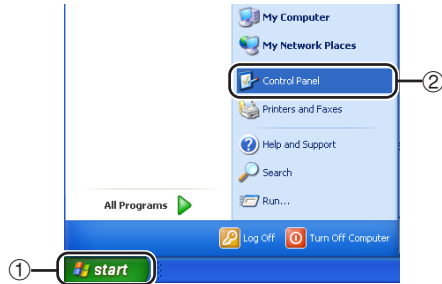 My Computer
My Network Places
Control Panel
②
Printers and Faxes
Help and Support
Search
All Programs
Run...
Log Off
Turn Off Computer
①
start